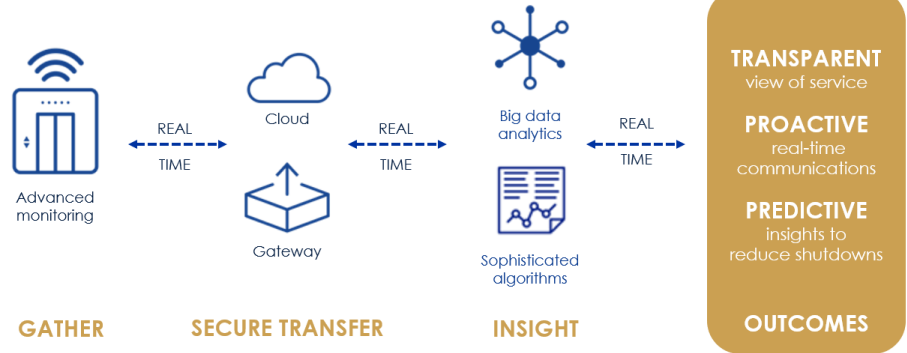 Advanced
monitoring
GATHER
REAL
TIME
Cloud
Gateway
SECURE TRANSFER
REAL
TIME
Big data
analytics
Sophisticated
algorithms
INSIGHT
REAL
TIME
TRANSPARENT
view of service
PROACTIVE
real-time
communications
PREDICTIVE
insights to
reduce shutdowns
OUTCOMES